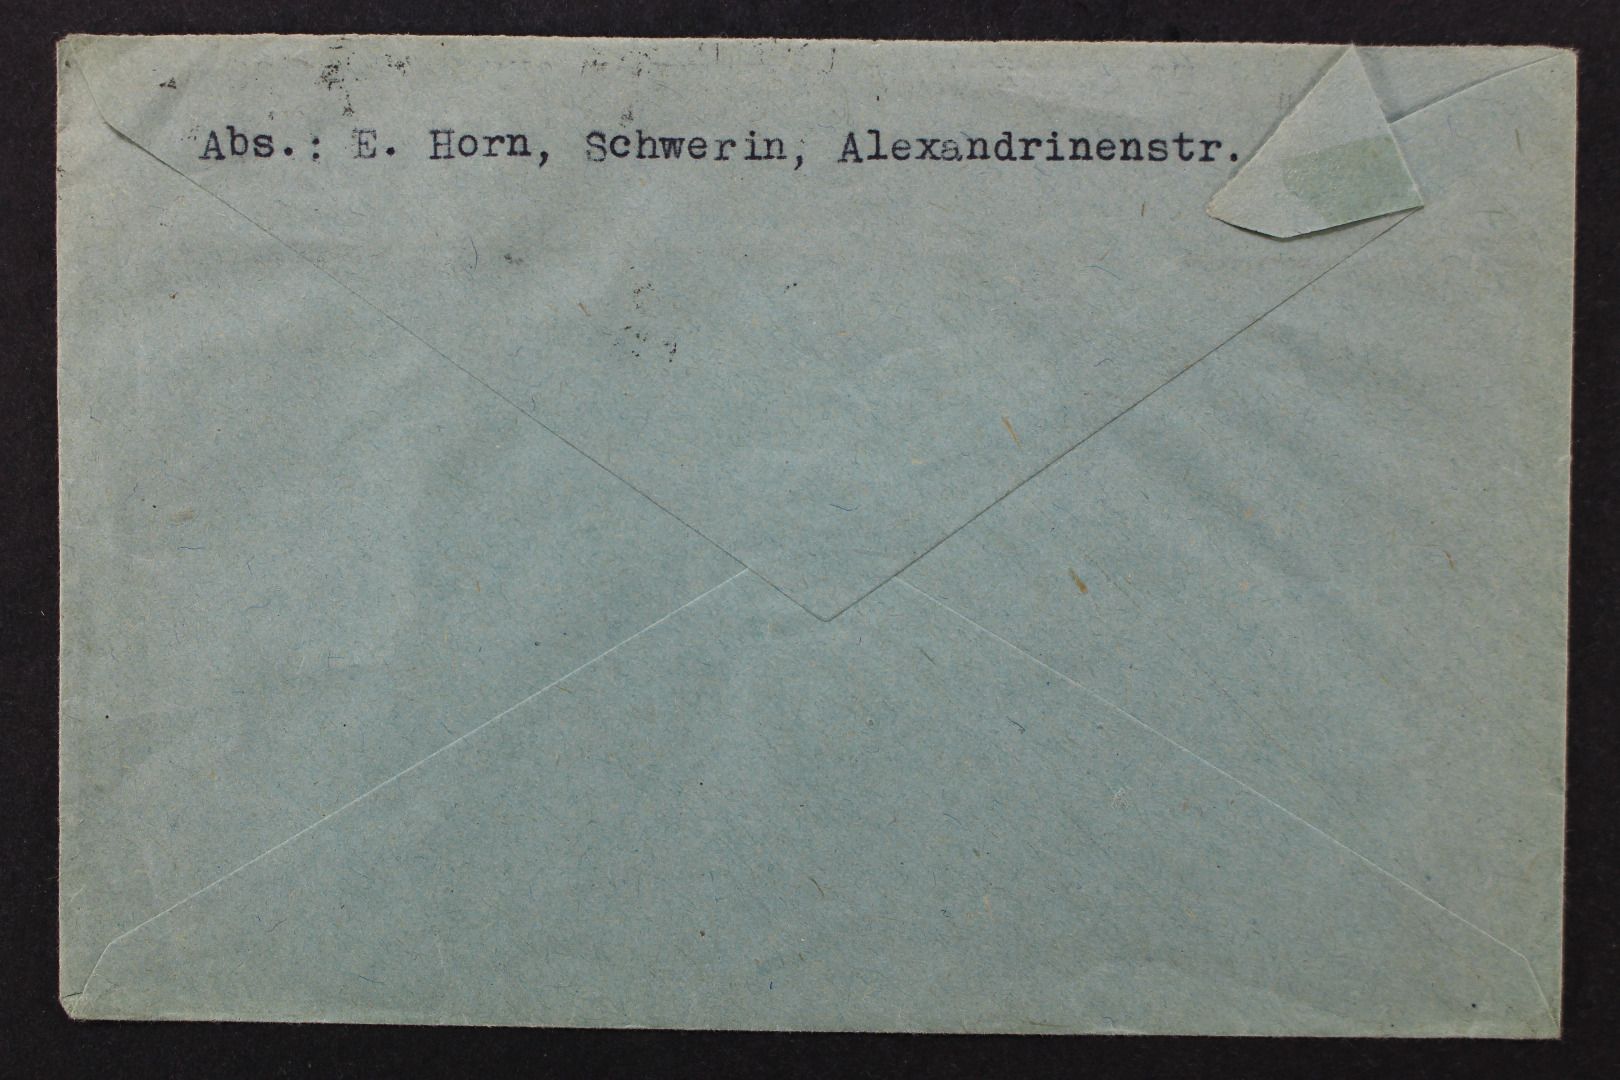 Abs.: E. Horn, Schwerin, Alexandrinenstr.